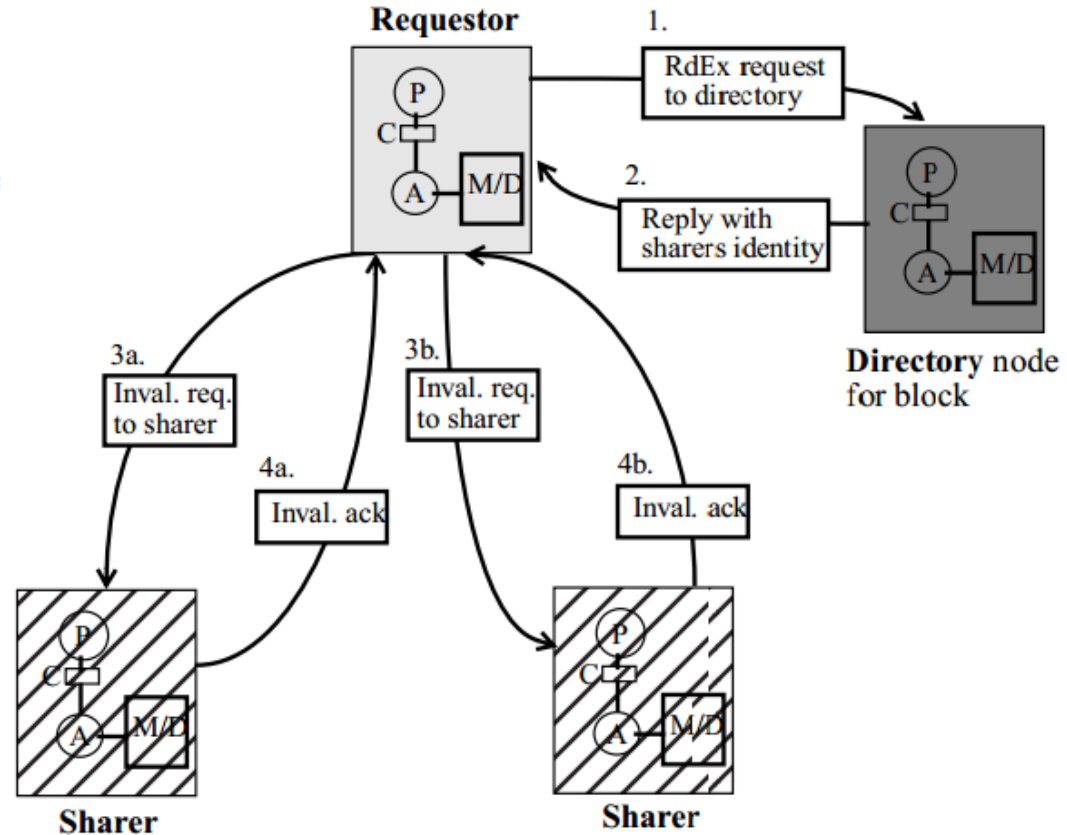 Requestor
P
C
A
M/D
1.
RdEx request
to directory
2.
Reply with
sharers identity
P
C
A
M/D
Directory node
for block
3a.
Inval. req.
to sharer
4a.
Inval. ack
3b.
Inval. req.
to sharer
4b.
Inval. ack
P
C
A
M/D
Sharer
P
C
A
M/D
Sharer